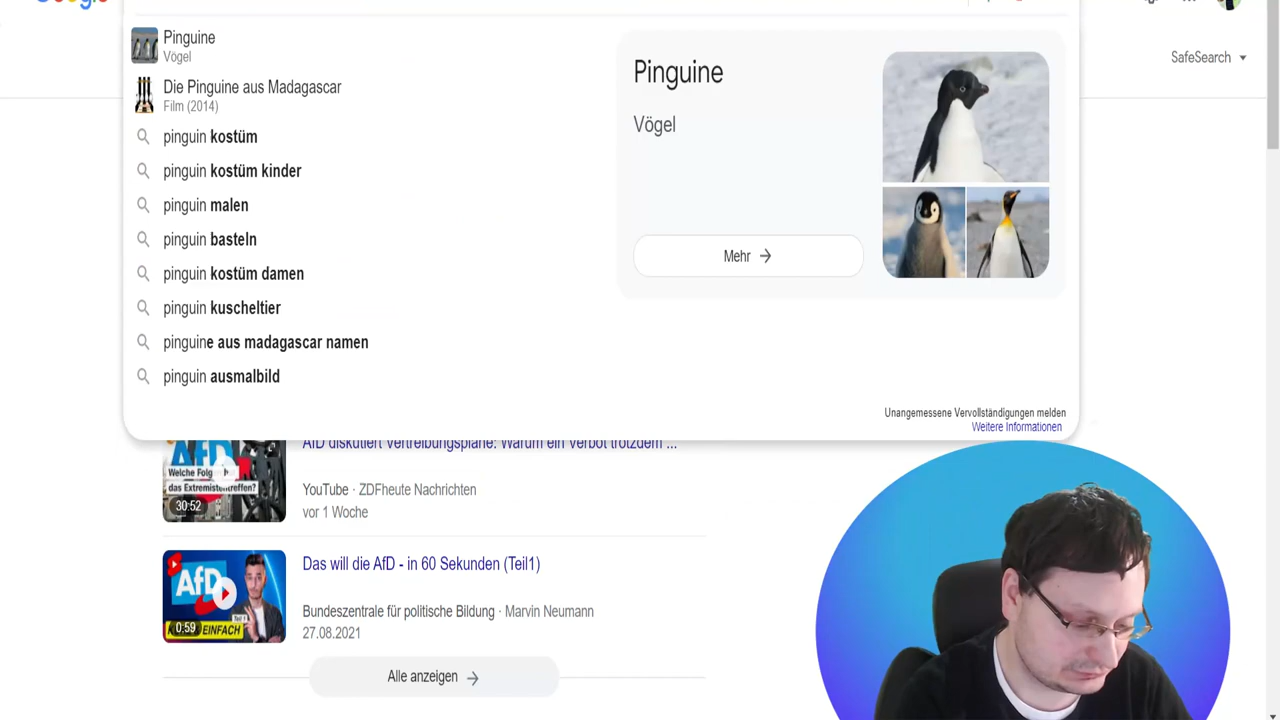 SafeSearch
Pinguine
Vögel
Die Pinguine aus Madagascar
Film (2014)
pinguin kostüm
pinguin kostüm kinder
pinguin malen
pinguin basteln
pinguin kostüm damen
pinguin kuscheltier
pinguine aus madagascar namen
pinguin ausmalbild
Pinguine
Vögel
Mehr
Unangemessene Vervollständigungen melden
Weitere Informationen
AfD diskutiert Vertreibungspläne: Warum ein Verbot trotzdem ...
YouTube · ZDFheute Nachrichten
vor 1 Woche
AfD
Welche Folg
das Extremistentreffen?
30:52
Das will die AfD - in 60 Sekunden (Teil1)
Bundeszentrale für politische Bildung · Marvin Neumann
27.08.2021
AfD
EINFACH
0:59
Alle anzeigen